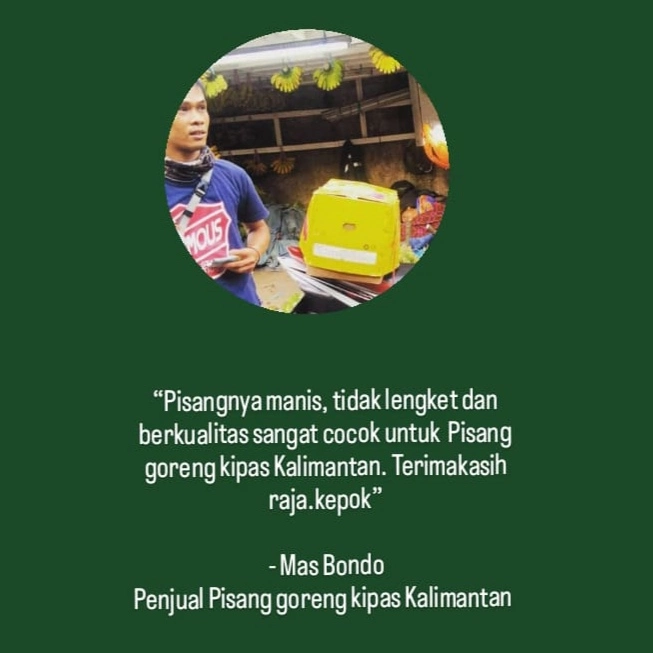 MOUS
“Pisangnya manis, tidak lengket dan
berkualitas sangat cocok untuk Pisang
goreng kipas Kalimantan. Terimakasih
raja.kepok”
- Mas Bondo
Penjual Pisang goreng kipas Kalimantan